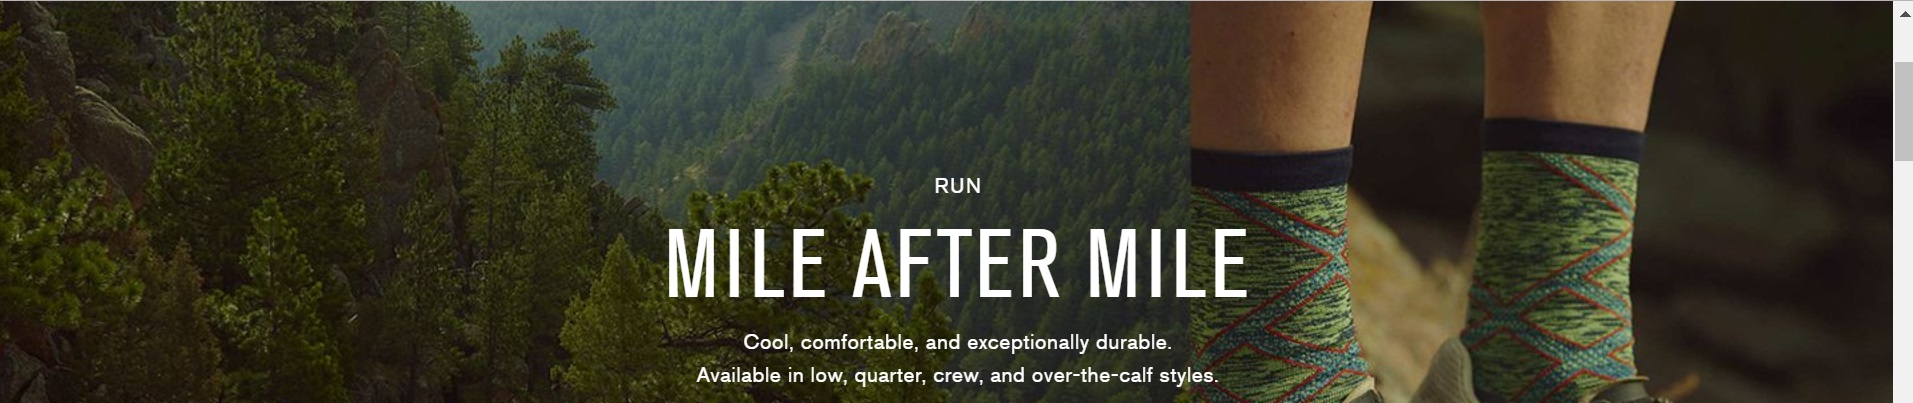 RUN
MILE AFTER MILE
Cool, comfortable, and exceptionally durable.
Available in low, quarter, crew, and over-the-calf styles.